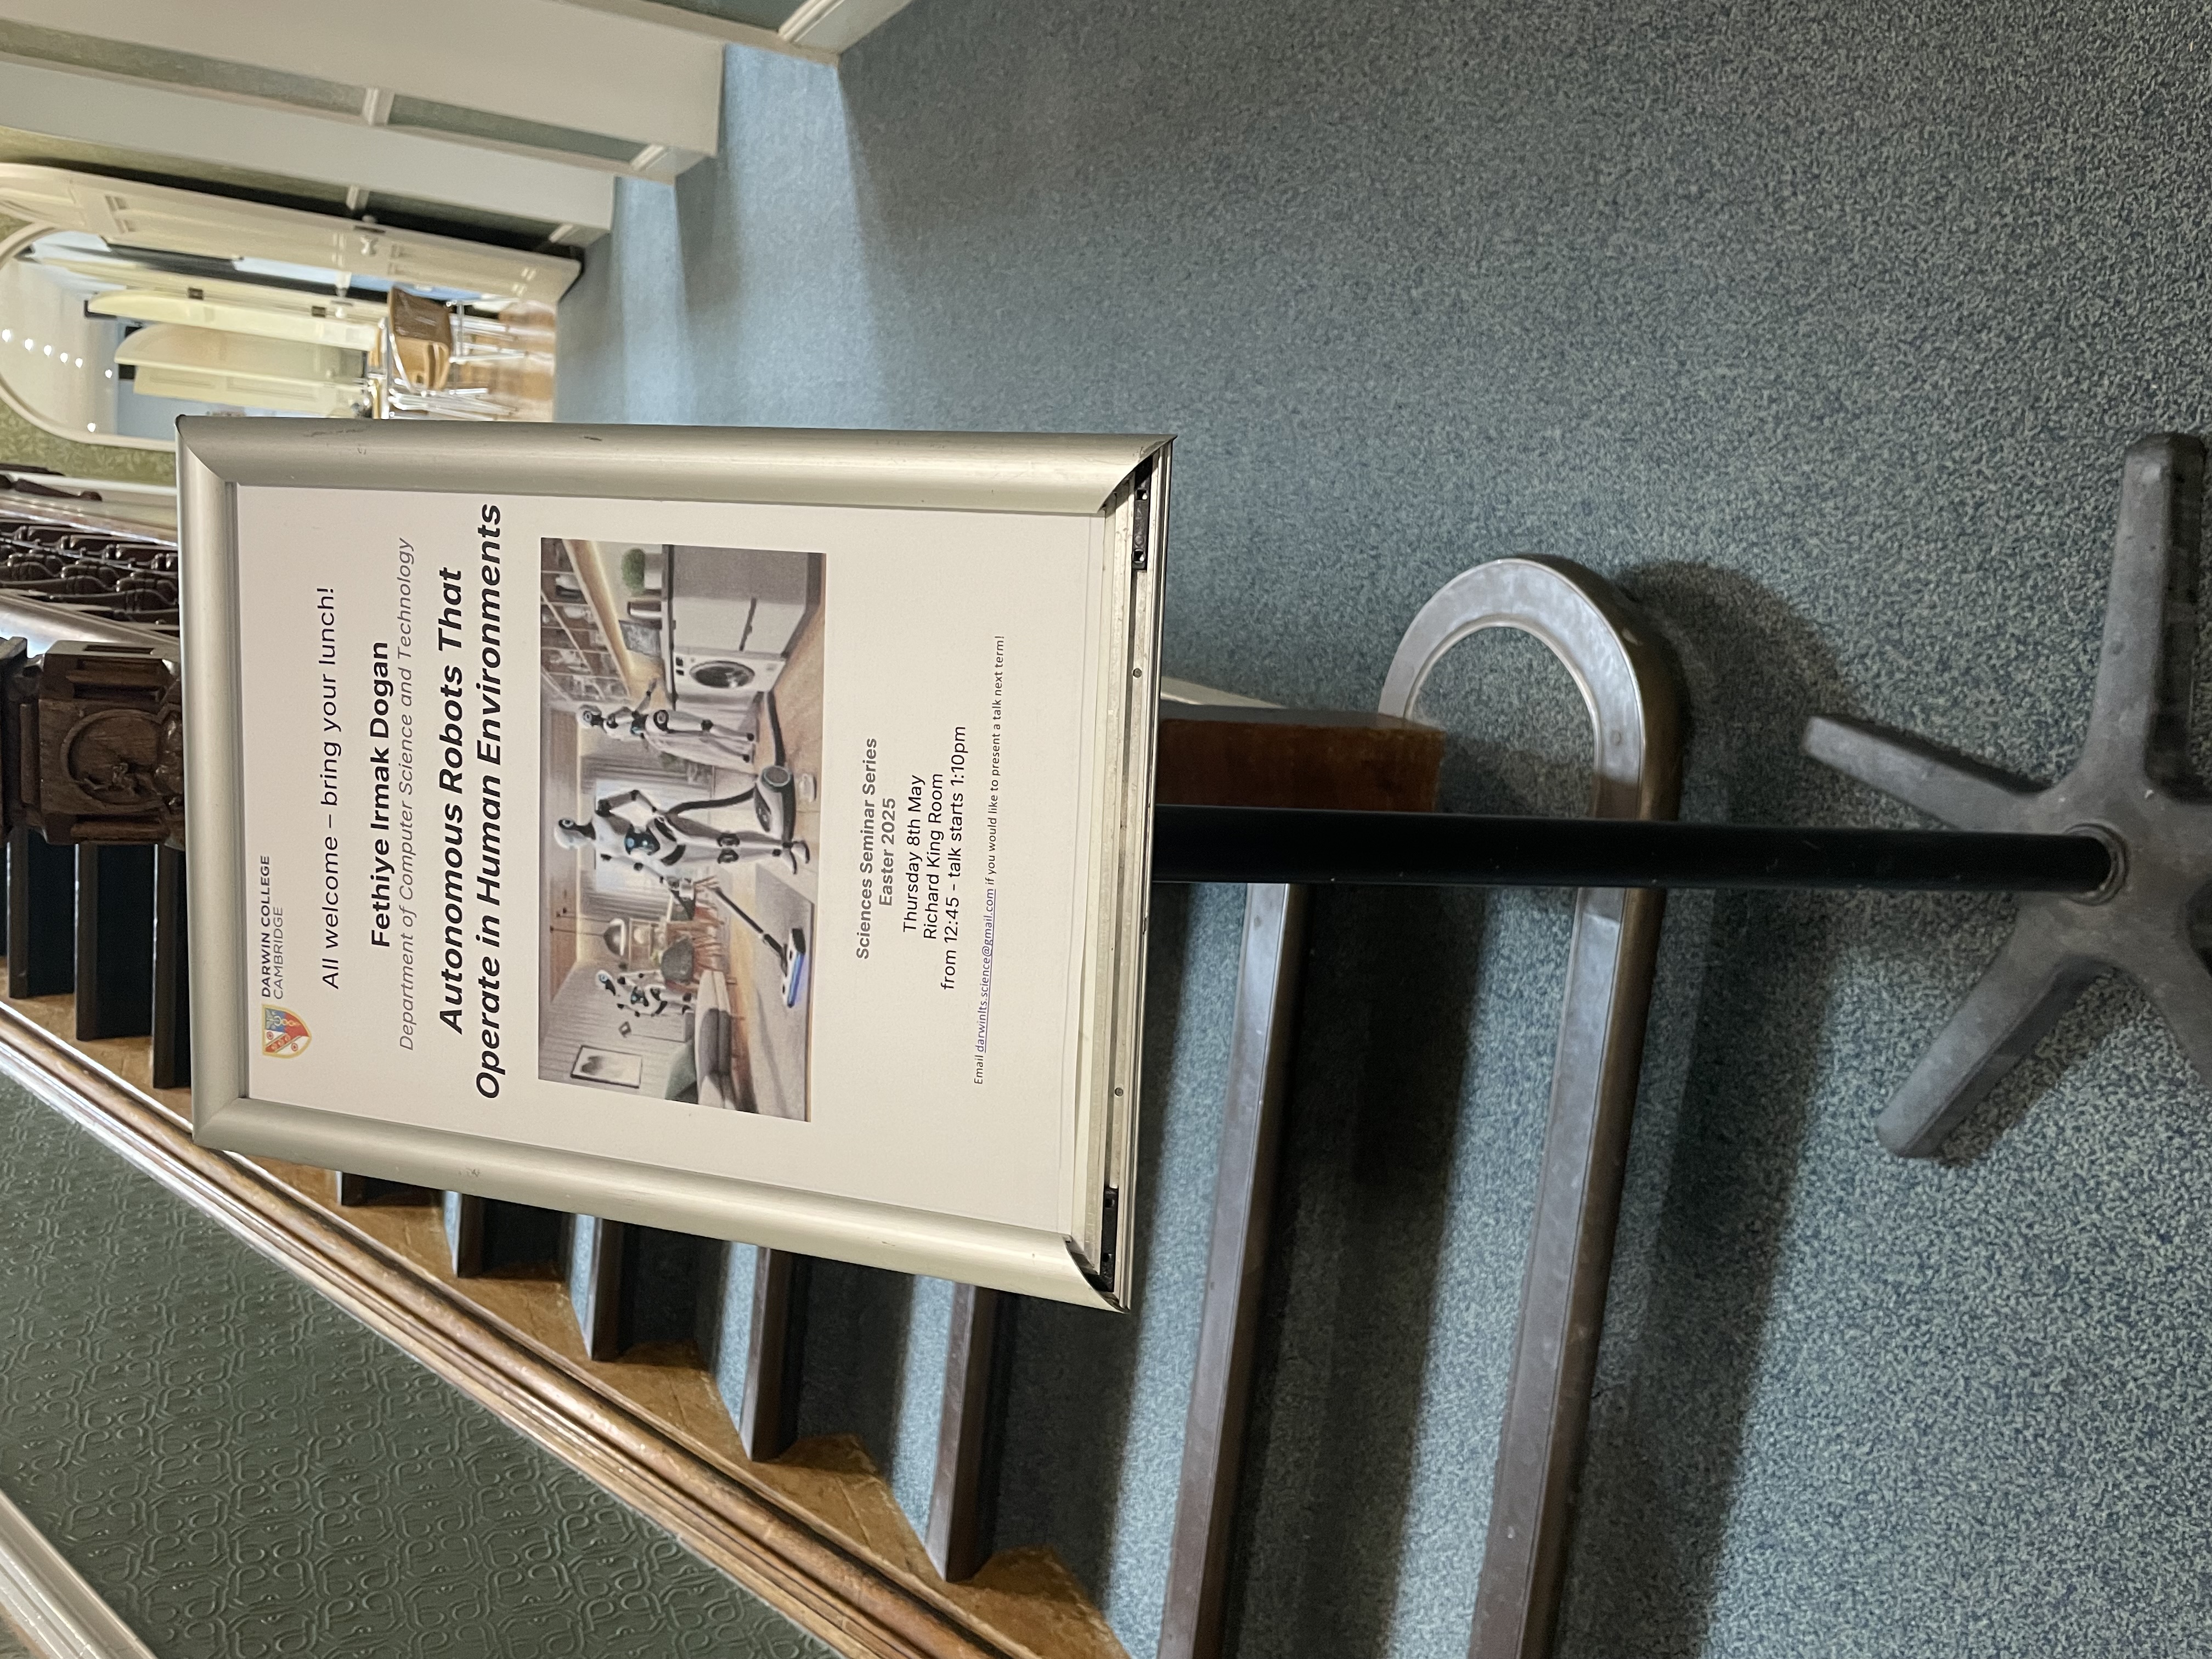 DARWIN COLLEGE
CAMBRIDGE
All welcome – bring your lunch!
Fethiye Irmak Dogan
Department of Computer Science and Technology
Autonomous Robots That
Operate in Human Environments
Sciences Seminar Series
Easter 2025
Thursday 8th May
Richard King Room
from 12:45 - talk starts 1:10pm
Email darwinlts.science@gmail.com if you would like to present a talk next term!